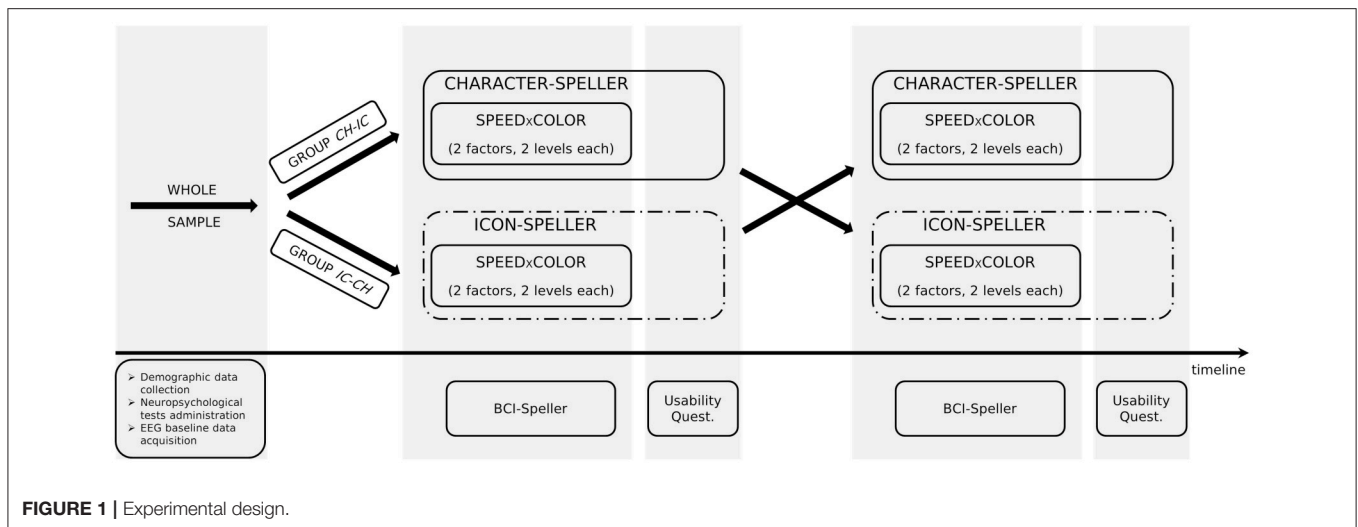 WHOLE
SAMPLE
GROUP CH-IC
GROUP IC-CH
CHARACTER-SPELLER
SPEEDxCOLOR
(2 factors, 2 levels each)
ICON-SPELLER
SPEEDxCOLOR
(2 factors, 2 levels each)
CHARACTER-SPELLER
SPEEDxCOLOR
(2 factors, 2 levels each)
ICON-SPELLER
SPEEDxCOLOR
(2 factors, 2 levels each)
timeline
➢ Demographic data
collection
➢ Neuropsychological
tests administration
➢ EEG baseline data
acquisition
BCI-Speller
Usability
Quest.
BCI-Speller
Usability
Quest.
FIGURE 1 | Experimental design.